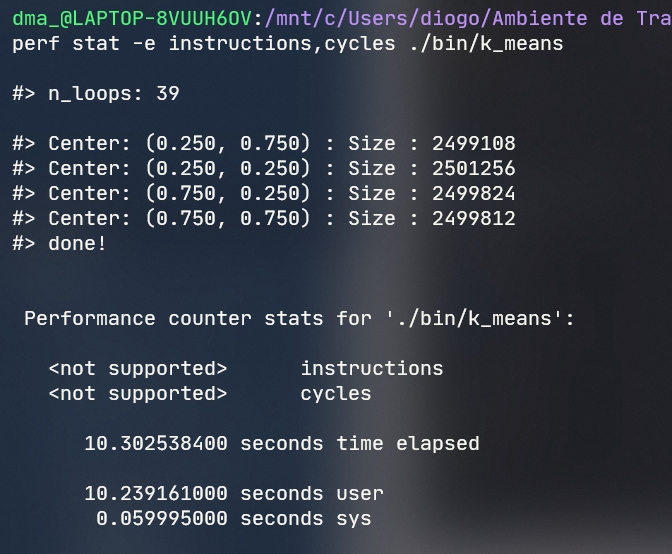 dma_@LAPTOP-8VUUH6OV:/mnt/c/Users/diogo/Ambiente de Tra
perf stat -e instructions,cycles ./bin/k_means
#> n_loops: 39
#> Center: (0.250, 0.750) : Size : 2499108
#> Center: (0.250, 0.250) : Size : 2501256
#> Center: (0.750, 0.250) : Size : 2499824
#> Center: (0.750, 0.750) : Size : 2499812
#> done!
Performance counter stats for './bin/k_means':
<not supported> instructions
<not supported> cycles
10.302538400 seconds time elapsed
10.239161000 seconds user
0.059995000 seconds sys